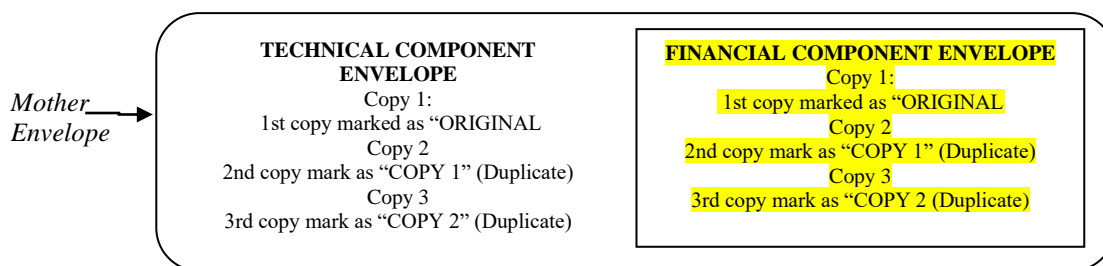 Mother
Envelope
TECHNICAL COMPONENT
ENVELOPE
Copy 1:
1st copy marked as “ORIGINAL
Copy 2
2nd copy mark as “COPY 1” (Duplicate)
Copy 3
3rd copy mark as “COPY 2” (Duplicate)
FINANCIAL COMPONENT ENVELOPE
Copy 1:
1st copy marked as “ORIGINAL
Copy 2
2nd copy mark as “COPY 1” (Duplicate)
Copy 3
3rd copy mark as “COPY 2 (Duplicate)